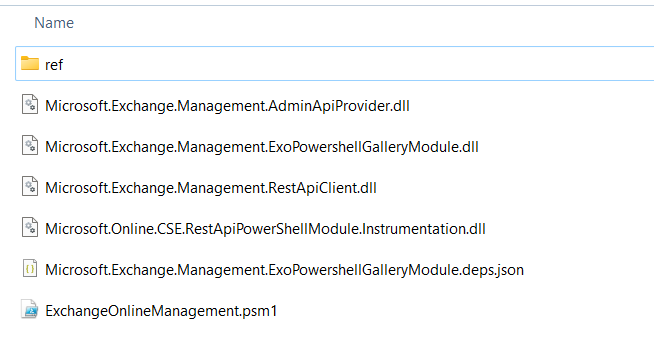 Name
ref
Microsoft.Exchange.Management.AdminApiProvider.dll
Microsoft.Exchange.Management.ExoPowershellGalleryModule.dll
Microsoft.Exchange.Management.RestApiClient.dll
Microsoft.Online.CSE.RestApiPowerShellModule.Instrumentation.dll
Microsoft.Exchange.Management.ExoPowershellGalleryModule.deps.json
ExchangeOnlineManagement.psm1